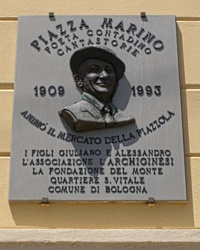 PIAZZA MARINO
POETA CONTADINO
CANTASTORIE
1909 1993
ANIMÒ IL MERCATO DELLA PIAZZOLA
I FIGLI GIULIANO E ALESSANDRO
L'ASSOCIAZIONE L'ARCHIGINESI
LA FONDAZIONE DEL MONTE
QUARTIERE S. VITALE
COMUNE DI BOLOGNA